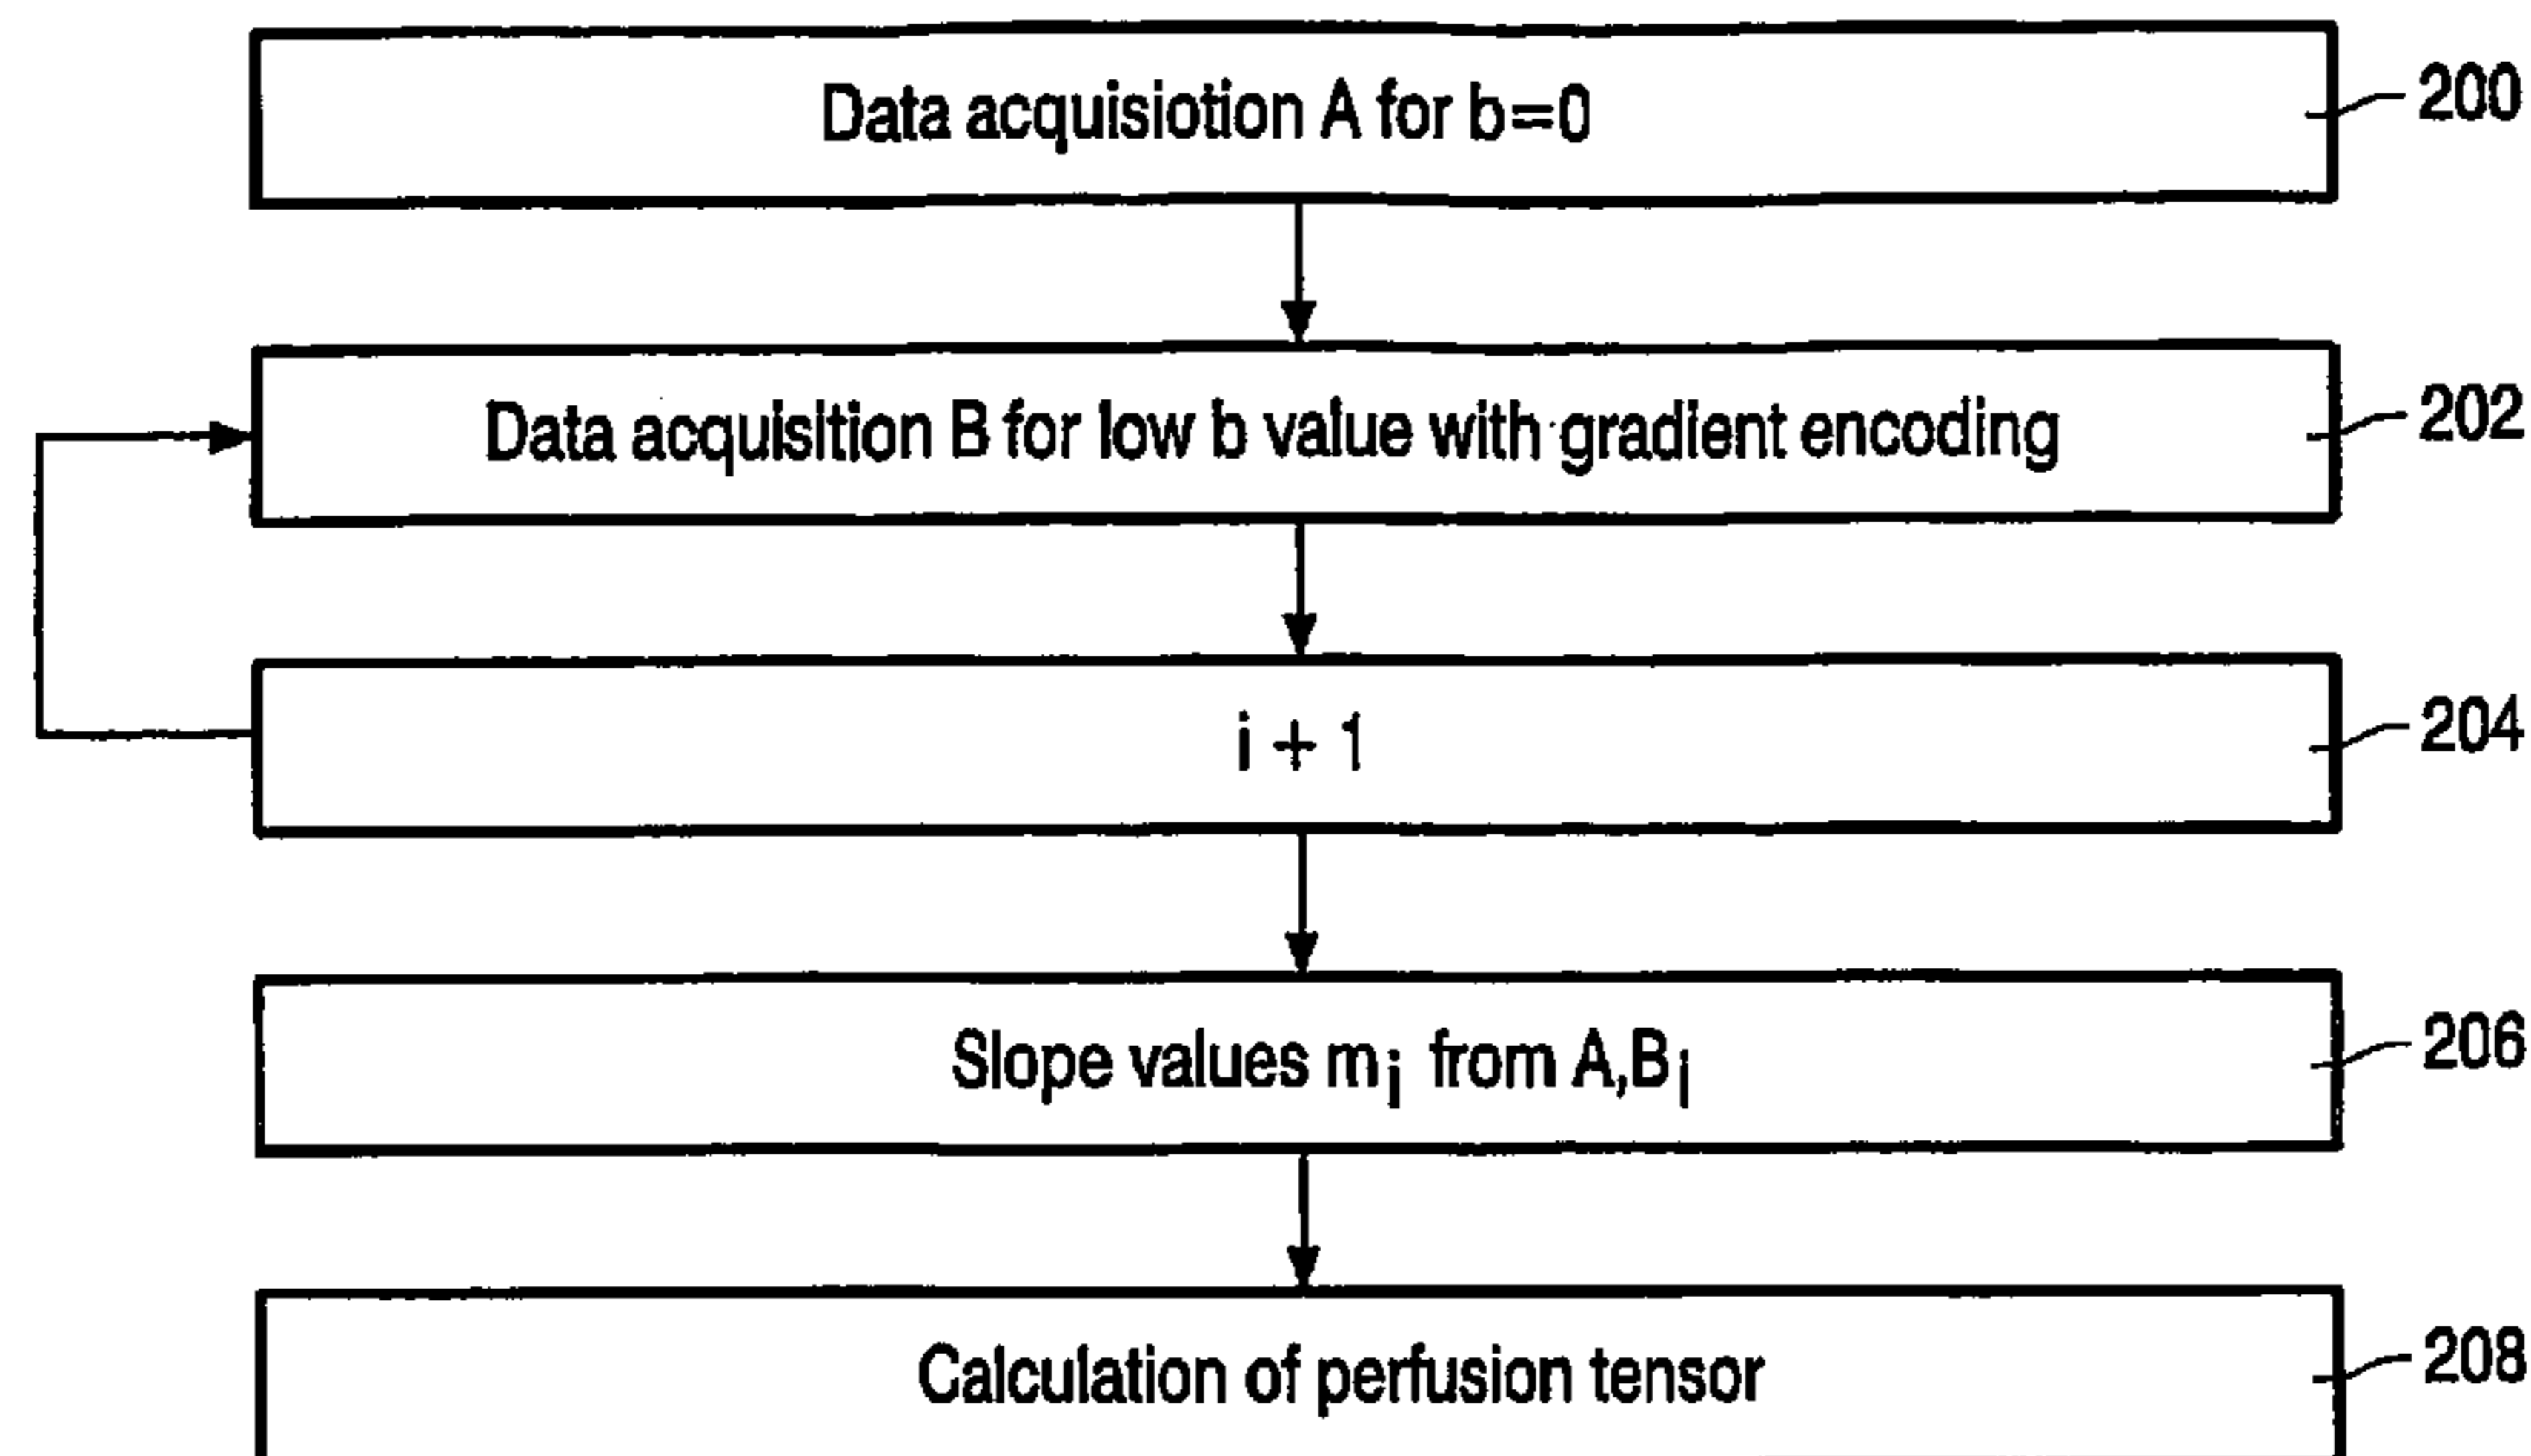 Data acquisiotion A for b=0
200
Data acquisition B for low b value with gradient encoding
202
i + 1
204
Slope values mi from A,Bi
206
Calculation of perfusion tensor
208